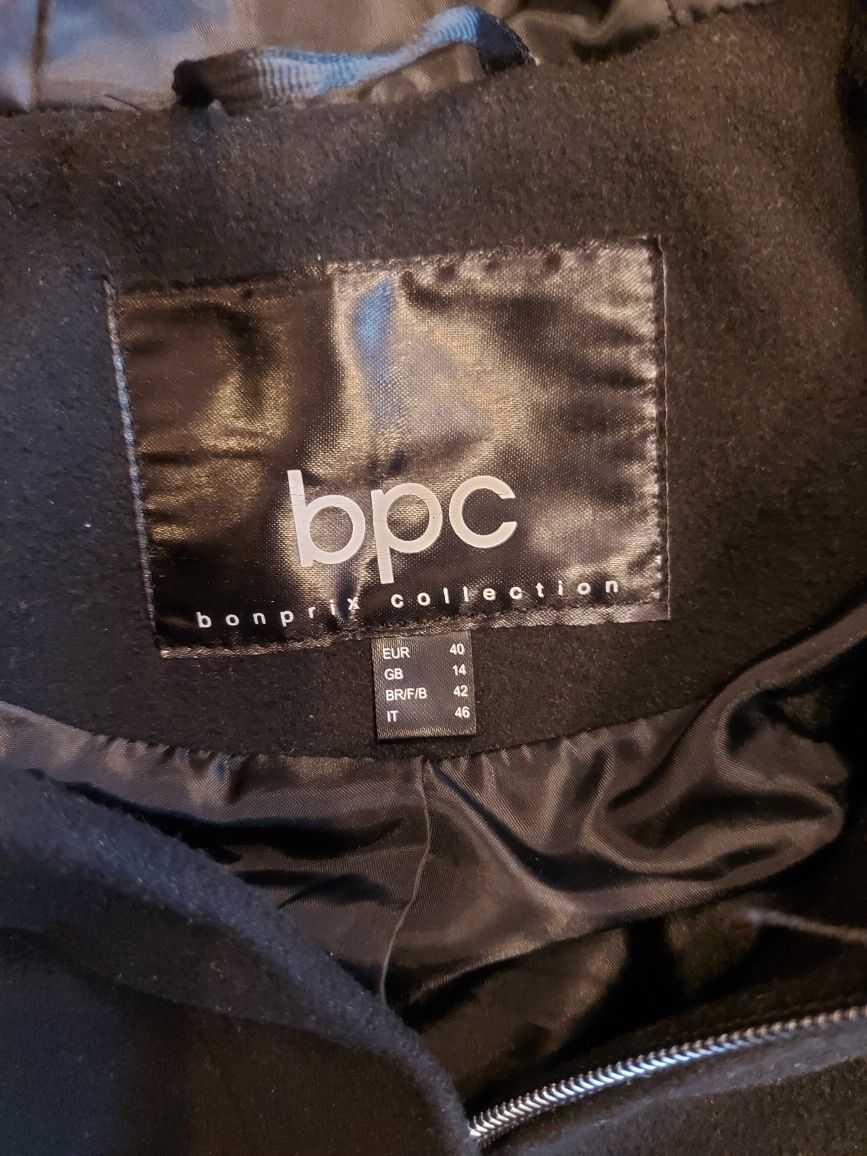 bpc
bonprix collection
EUR 40
GB 14
BR/F/B 42
IT 46